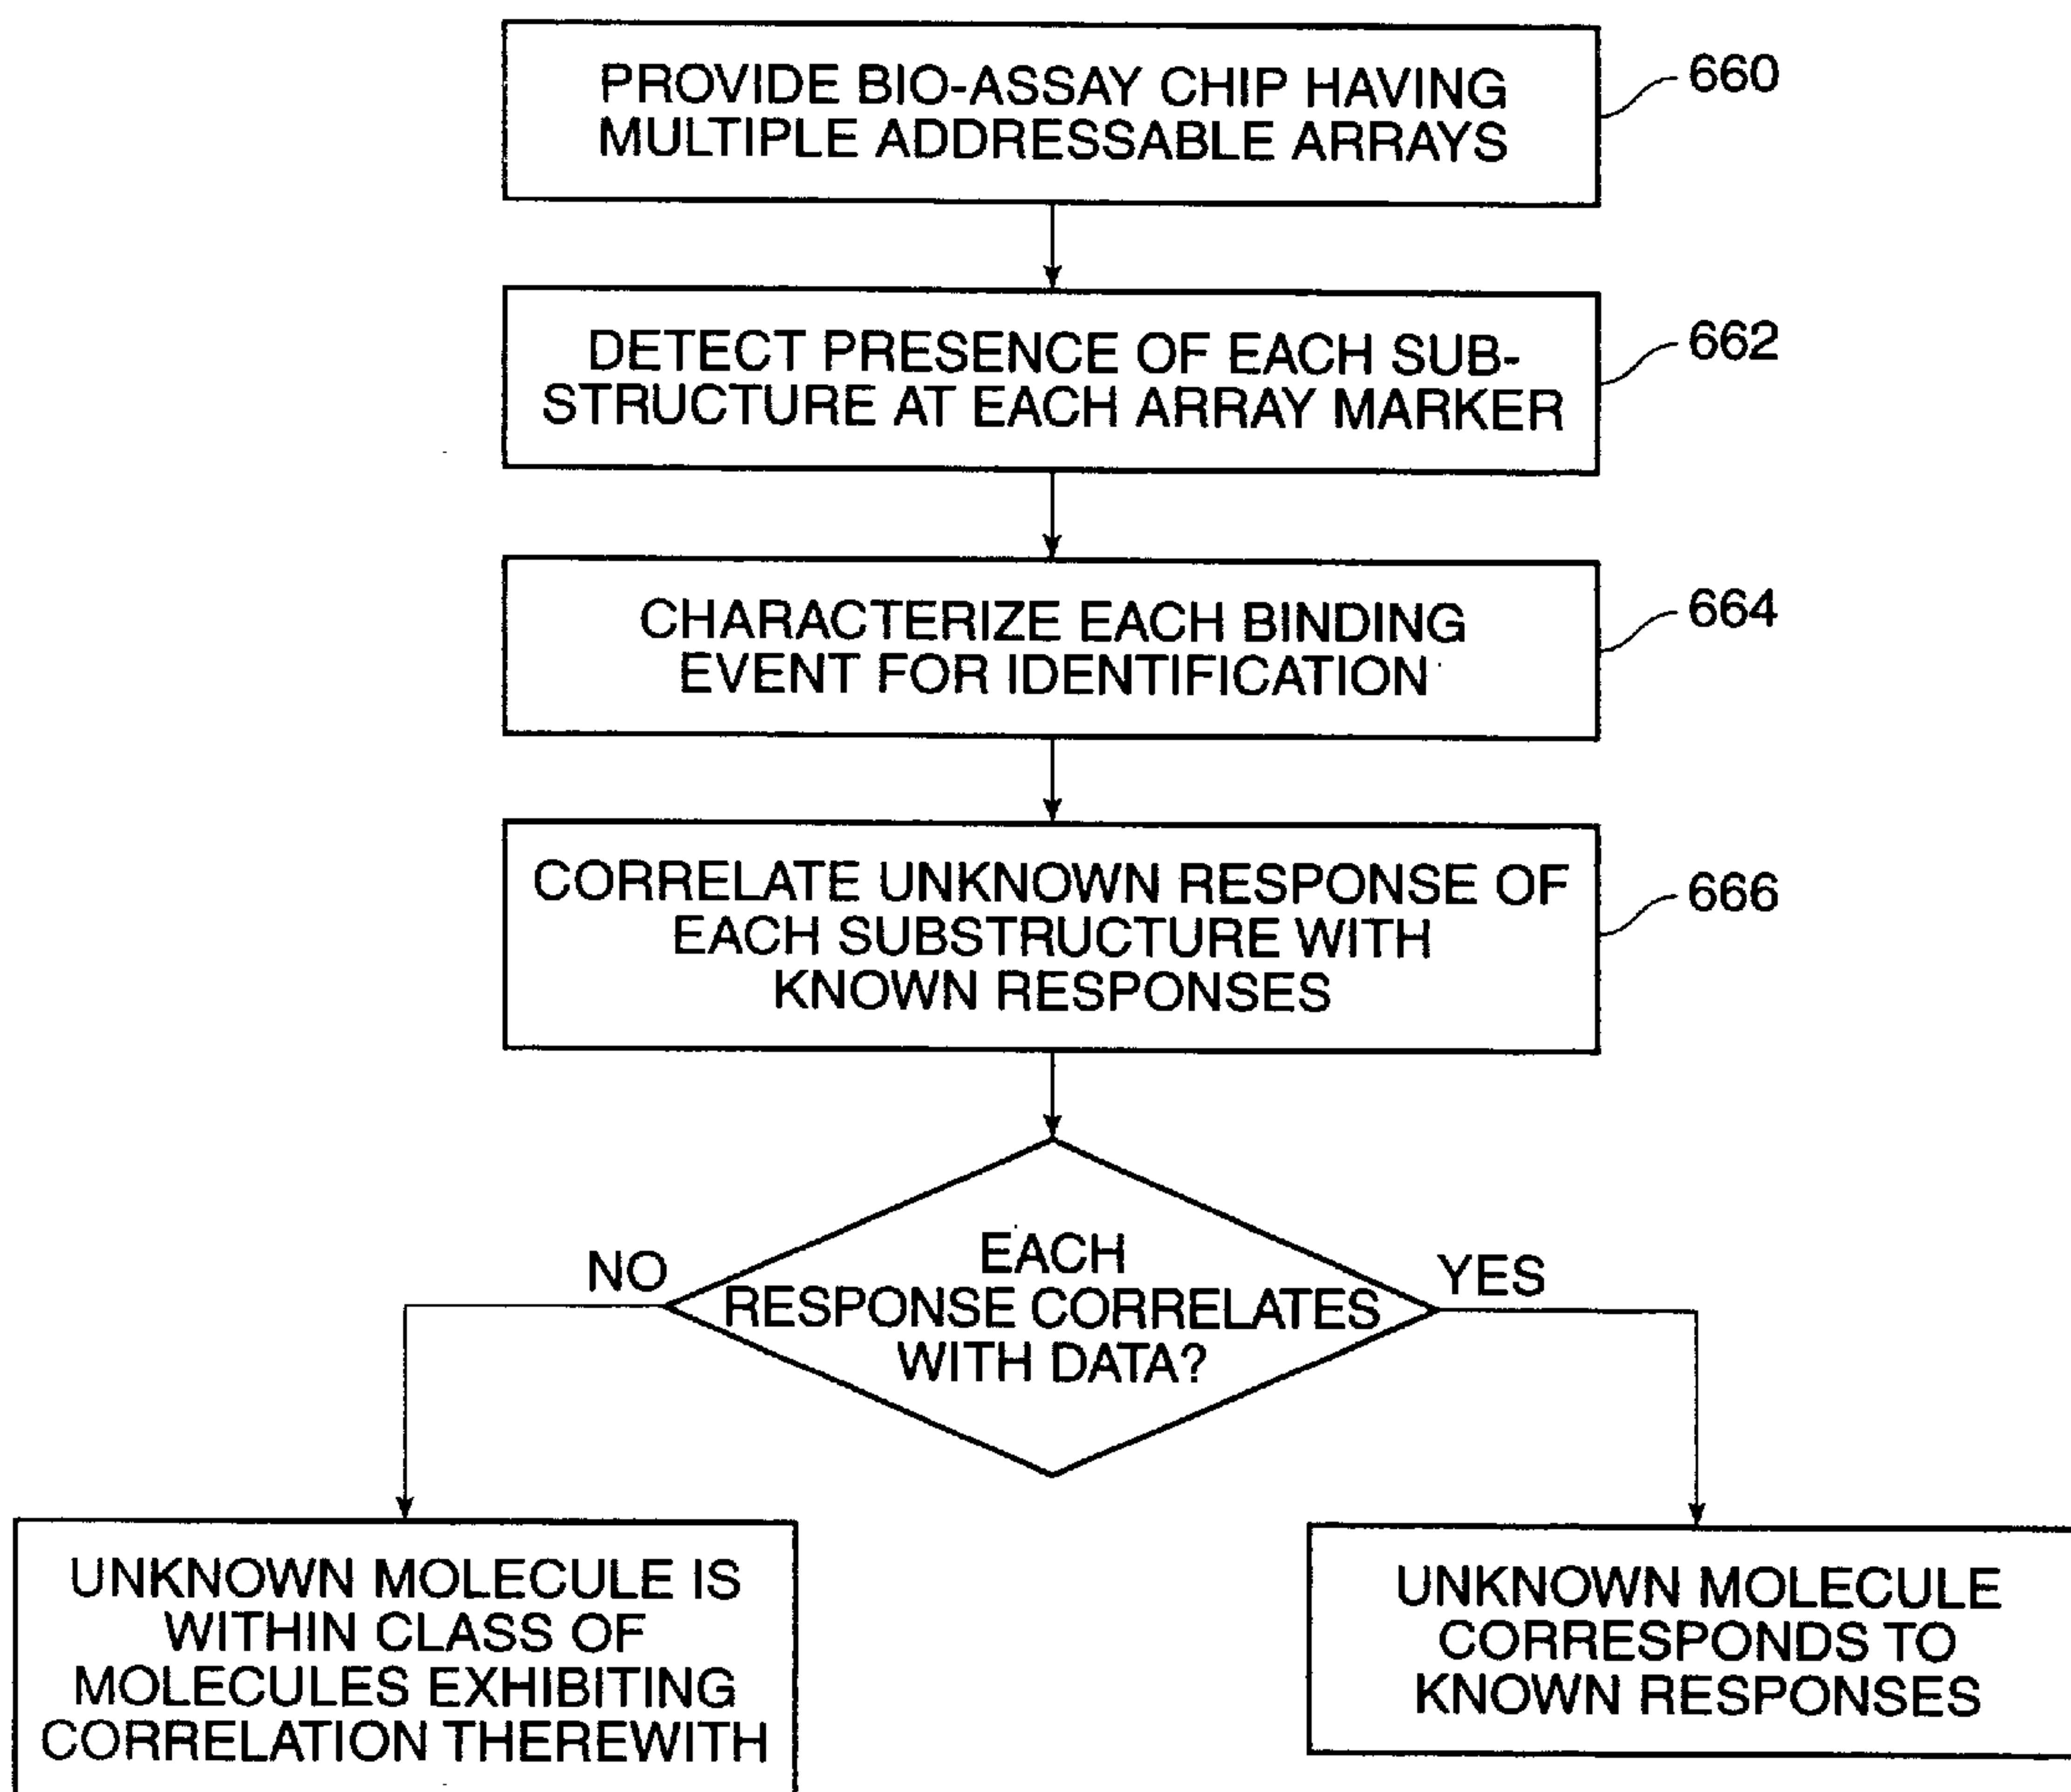 PROVIDE BIO-ASSAY CHIP HAVING
MULTIPLE ADDRESSABLE ARRAYS
660
DETECT PRESENCE OF EACH SUB-
STRUCTURE AT EACH ARRAY MARKER
662
CHARACTERIZE EACH BINDING
EVENT FOR IDENTIFICATION
664
CORRELATE UNKNOWN RESPONSE OF
EACH SUBSTRUCTURE WITH
KNOWN RESPONSES
666
NO
EACH
RESPONSE CORRELATES
WITH DATA?
YES
UNKNOWN MOLECULE IS
WITHIN CLASS OF
MOLECULES EXHIBITING
CORRELATION THEREWITH
UNKNOWN MOLECULE
CORRESPONDS TO
KNOWN RESPONSES